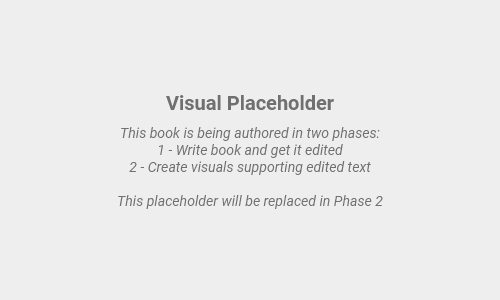 Visual Placeholder
This book is being authored in two phases:
1 - Write book and get it edited
2 - Create visuals supporting edited text
This placeholder will be replaced in Phase 2